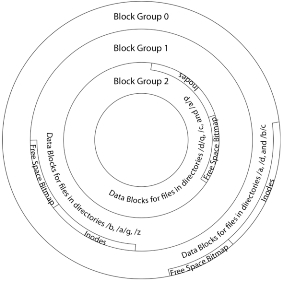 Block Group 0
Block Group 1
Block Group 2
Inodes
Free Space Bitmap
Data Blocks for files in directories /d/q, /c, and /a/p
Data Blocks for files in directories /b, /a/g, /z
Free Space Bitmap
Inodes
Data Blocks for files in directories /a, /d, and /b/c
Inodes
Free Space Bitmap